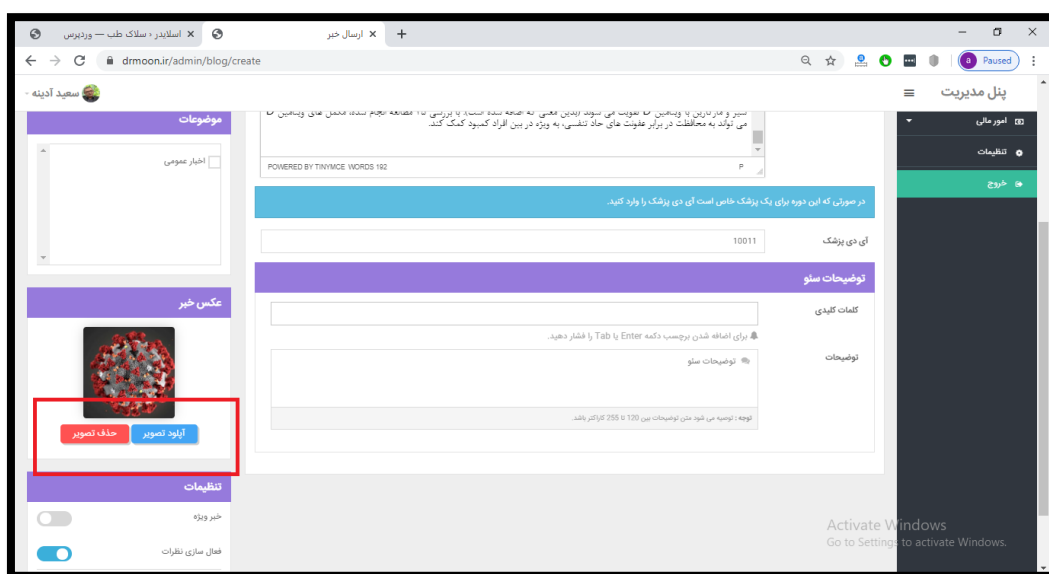 اسلایدر ‹ سلاک طب — وردپرس
ارسال خبر
drmoon.ir/admin/blog/create
a Paused
پنل مدیریت
سعید آدینه
امور مالی
تنظیمات
خروج
موضوعات
اخبار عمومی
می تواند به محافظت در برابر عفونت های حاد تنفسی، به ویژه در بین افراد کمبود کمک کند.
POWERED BY TINYMCE WORDS 192
P
در صورتی که این دوره برای یک پزشک خاص است آی دی پزشک را وارد کنید.
آی دی پزشک
10011
توضیحات سئو
کلمات کلیدی
برای اضافه شدن برچسب دکمه Enter یا Tab را فشار دهید.
توضیحات
توضیحات سئو
توجه : توصیه می شود متن توضیحات بین 120 تا 255 کاراکتر باشد.
عکس خبر
آپلود تصویر
حذف تصویر
تنظیمات
خبر ویژه
فعال سازی نظرات
Activate Windows
Go to Settings to activate Windows.